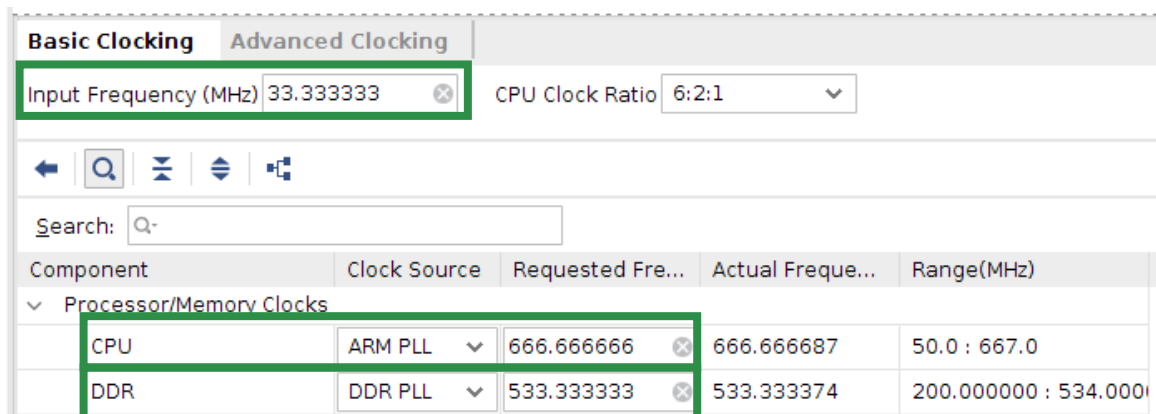 Basic Clocking Advanced Clocking
Input Frequency (MHz) 33.333333 CPU Clock Ratio 6:2:1
Search:
Component Clock Source Requested Fre... Actual Freque... Range(MHz)
Processor/Memory Clocks
CPU ARM PLL 666.666666 666.666687 50.0 : 667.0
DDR DDR PLL 533.333333 533.333374 200.000000 : 534.000